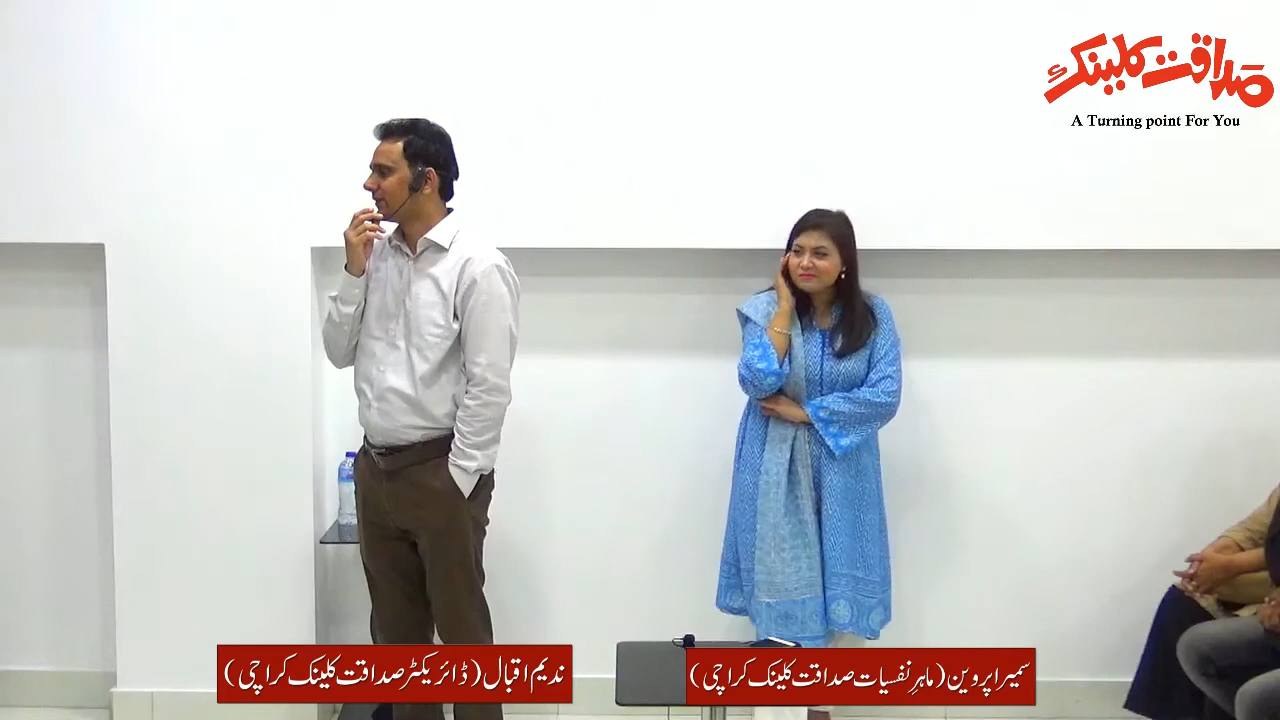 صداقت کلینک
A Turning point For You
ندیم اقبال (ڈائریکٹر صداقت کلینک کراچی)
سمیرا پروین (ماہرِ نفسیات صداقت کلینک کراچی)